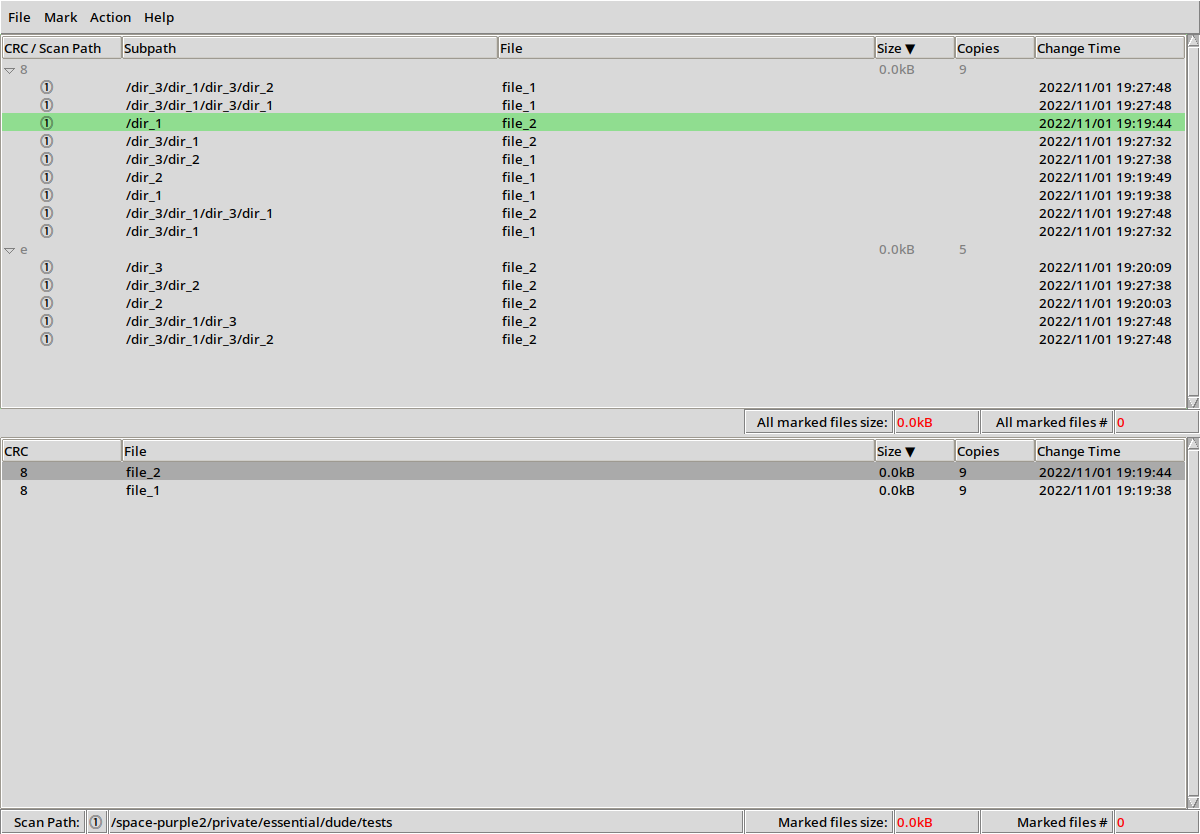 File Mark Action Help
CRC / Scan Path Subpath File Size ▼ Copies Change Time
8 0.0kB 9
1 /dir_3/dir_1/dir_3/dir_2 file_1 2022/11/01 19:27:48
1 /dir_3/dir_1/dir_3/dir_1 file_1 2022/11/01 19:27:48
1 /dir_1 file_2 2022/11/01 19:19:44
1 /dir_3/dir_1 file_2 2022/11/01 19:27:32
1 /dir_3/dir_2 file_1 2022/11/01 19:27:38
1 /dir_2 file_1 2022/11/01 19:19:49
1 /dir_1 file_1 2022/11/01 19:19:38
1 /dir_3/dir_1/dir_3/dir_1 file_2 2022/11/01 19:27:48
1 /dir_3/dir_1 file_1 2022/11/01 19:27:32
e 0.0kB 5
1 /dir_3 file_2 2022/11/01 19:20:09
1 /dir_3/dir_2 file_2 2022/11/01 19:27:38
1 /dir_2 file_2 2022/11/01 19:20:03
1 /dir_3/dir_1/dir_3 file_2 2022/11/01 19:27:48
1 /dir_3/dir_1/dir_3/dir_2 file_2 2022/11/01 19:27:48
All marked files size: 0.0kB All marked files # 0
CRC File Size ▼ Copies Change Time
8 file_2 0.0kB 9 2022/11/01 19:19:44
8 file_1 0.0kB 9 2022/11/01 19:19:38
Scan Path: 1 /space-purple2/private/essential/dude/tests Marked files size: 0.0kB Marked files # 0